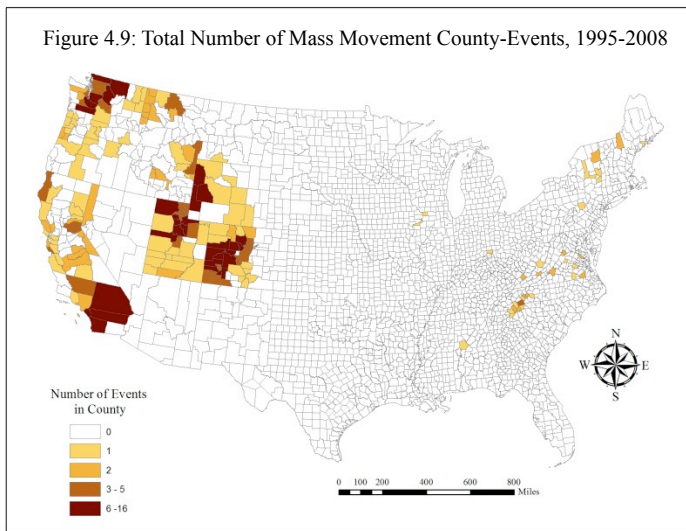 Figure 4.9: Total Number of Mass Movement County-Events, 1995-2008
N
W
E
S
Number of Events
in County
0
1
2
3 - 5
6 -16
0 100 200 400 600 800
Miles